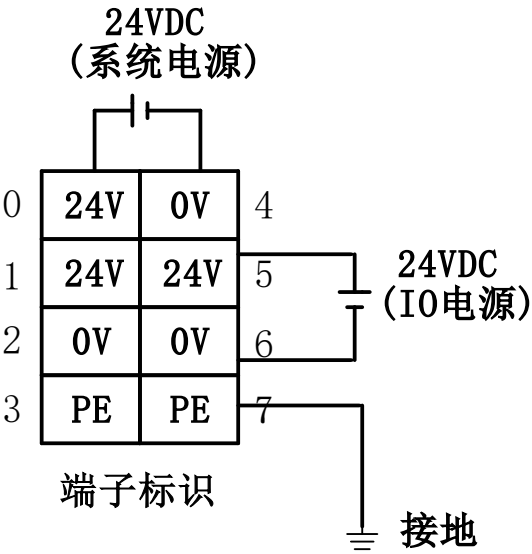 24VDC
(系统电源)
0 24V 0V 4
1 24V 24V 5
24VDC
(IO电源)
2 0V 0V 6
3 PE PE 7
端子标识
接地